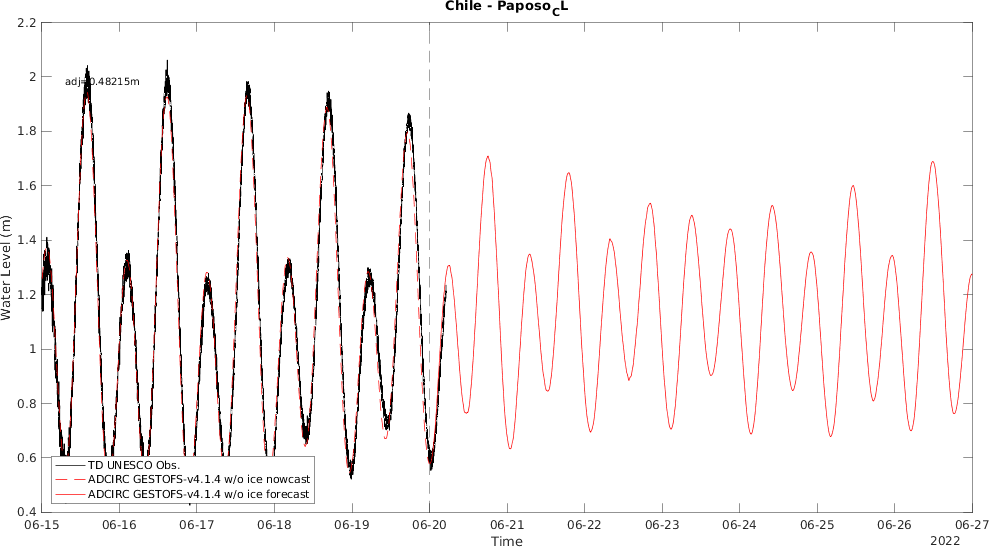 Chile - Paposo_CL
adj=0.48215m
Water Level (m)
2.2
2
1.8
1.6
1.4
1.2
1
0.8
0.6
0.4
TD UNESCO Obs.
ADCIRC GESTOFS-v4.1.4 w/o ice nowcast
ADCIRC GESTOFS-v4.1.4 w/o ice forecast
06-15 06-16 06-17 06-18 06-19 06-20 06-21 06-22 06-23 06-24 06-25 06-26 06-27
Time
2022